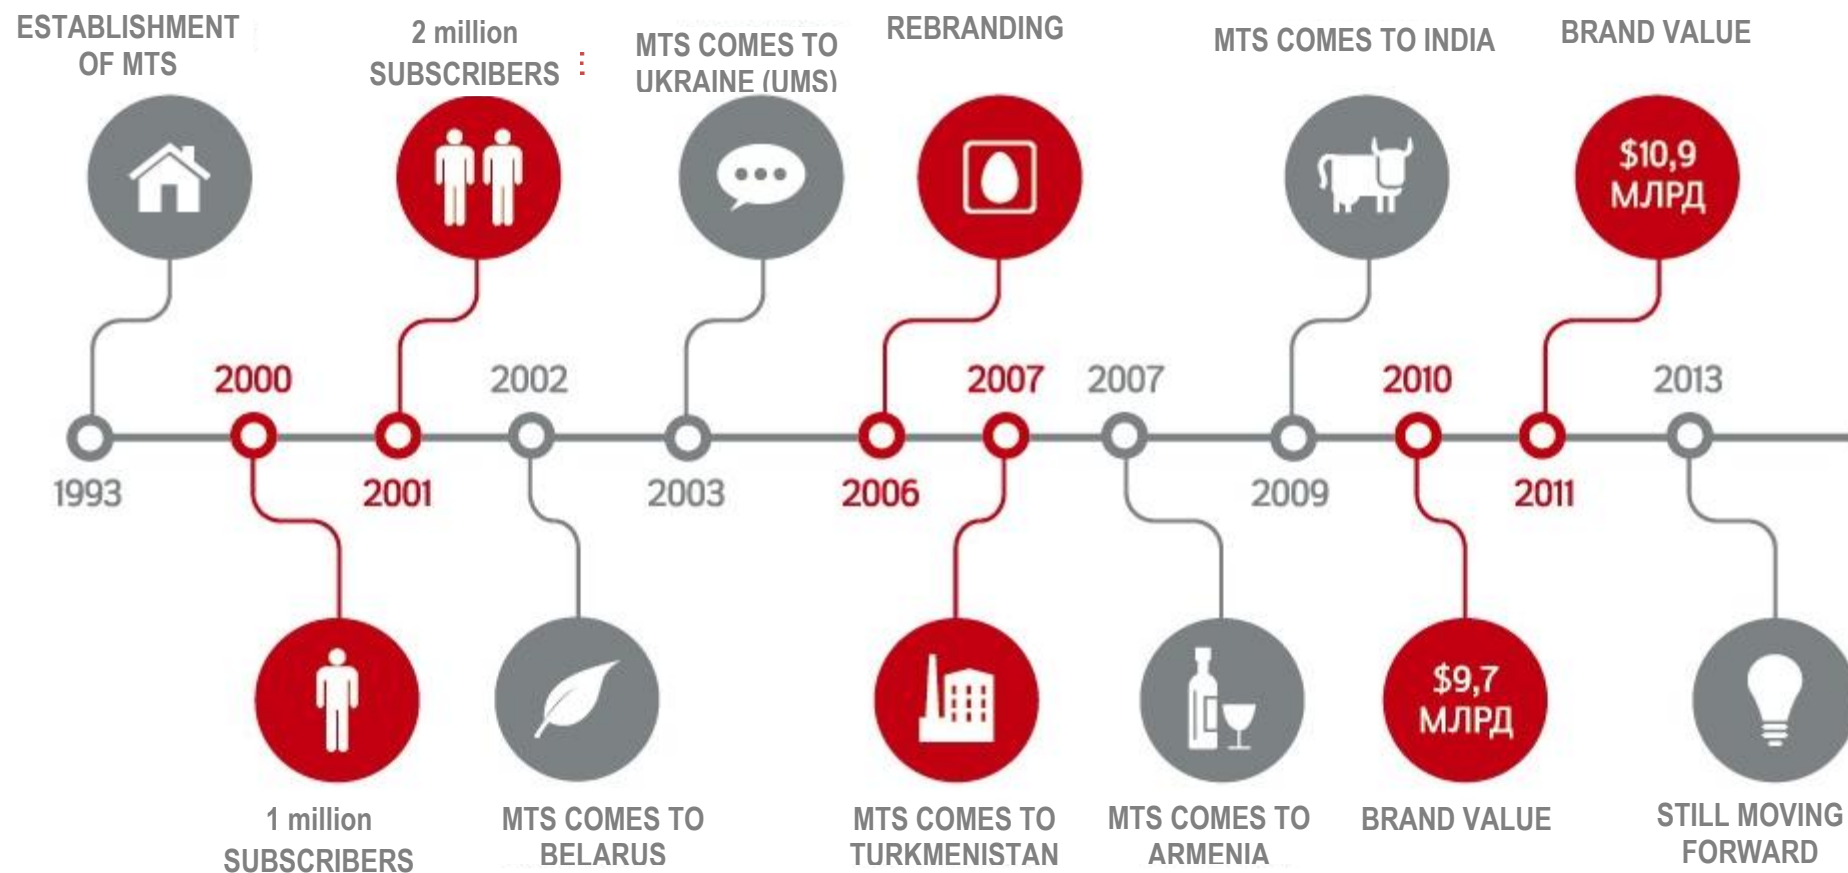 ESTABLISHMENT
OF MTS
2 million
SUBSCRIBERS
MTS COMES TO
UKRAINE (UMS)
REBRANDING
MTS COMES TO INDIA
BRAND VALUE
$10,9
МЛРД
2000
2002
2007
2007
2010
2013
1993
2001
2003
2006
2009
2011
$9,7
МЛРД
1 million
SUBSCRIBERS
MTS COMES TO
BELARUS
MTS COMES TO
TURKMENISTAN
MTS COMES TO
ARMENIA
BRAND VALUE
STILL MOVING
FORWARD